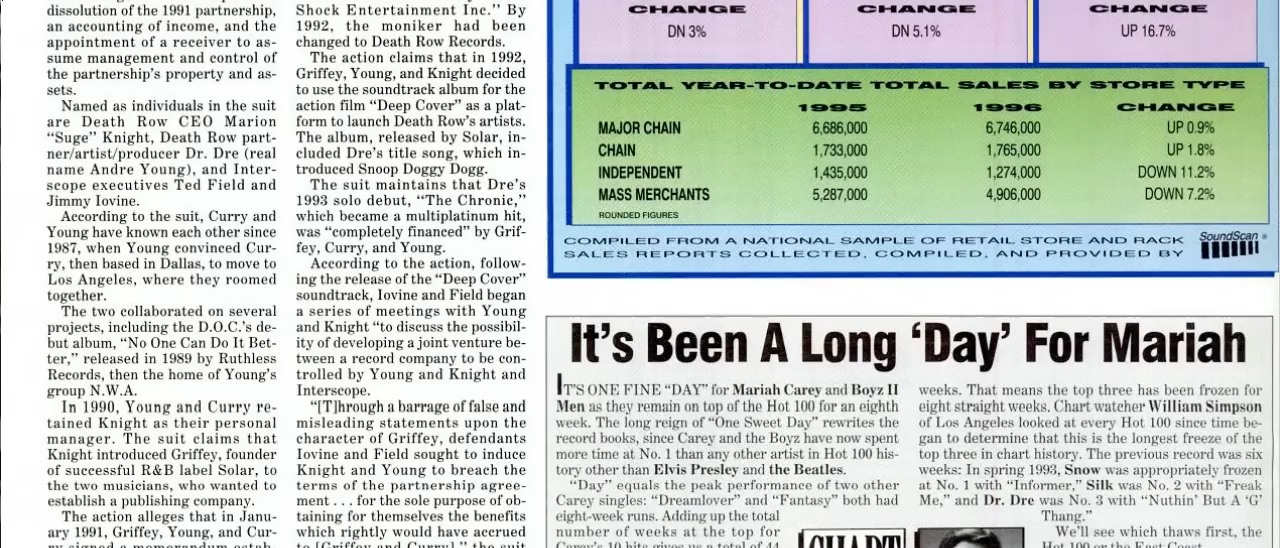 dissolution of the 1991 partnership,
an accounting of income, and the
appointment of a receiver to as-
sume management and control of
the partnership's property and as-
sets.
Named as individuals in the suit
are Death Row CEO Marion
"Suge" Knight, Death Row part-
ner/artist/producer Dr. Dre (real
name Andre Young), and Inter-
scope executives Ted Field and
Jimmy Iovine.
According to the suit, Curry and
Young have known each other since
1987, when Young convinced Cur-
ry, then based in Dallas, to move to
Los Angeles, where they roomed
together.
The two collaborated on several
projects, including the D.O.C.'s de-
but album, "No One Can Do It Bet-
ter," released in 1989 by Ruthless
Records, then the home of Young's
group N.W.A.
In 1990, Young and Curry re-
tained Knight as their personal
manager. The suit claims that
Knight introduced Griffey, founder
of successful R&B label Solar, to
the two musicians, who wanted to
establish a publishing company.
The action alleges that in Janu-
ary 1991, Griffey, Young, and Cur-
ry signed a memorandum estab-
Shock Entertainment Inc." By
1992, the moniker had been
changed to Death Row Records.
The action claims that in 1992,
Griffey, Young, and Knight decided
to use the soundtrack album for the
action film "Deep Cover" as a plat-
form to launch Death Row's artists.
The album, released by Solar, in-
cluded Dre's title song, which in-
troduced Snoop Doggy Dogg.
The suit maintains that Dre's
1993 solo debut, "The Chronic,"
which became a multiplatinum hit,
was "completely financed" by Grif-
fey, Curry, and Young.
According to the action, follow-
ing the release of the "Deep Cover"
soundtrack, Iovine and Field began
a series of meetings with Young
and Knight "to discuss the possibil-
ity of developing a joint venture be-
tween a record company to be con-
trolled by Young and Knight and
Interscope.
"[T]hrough a barrage of false and
misleading statements upon the
character of Griffey, defendants
Iovine and Field sought to induce
Knight and Young to breach the
terms of the partnership agree-
ment . . . for the sole purpose of ob-
taining for themselves the benefits
which rightly would have accrued
to [Griffey and Curry]," the suit
CHANGE CHANGE CHANGE
DN 3% DN 5.1% UP 16.7%
TOTAL YEAR-TO-DATE TOTAL SALES BY STORE TYPE
1995 1996 CHANGE
MAJOR CHAIN 6,686,000 6,746,000 UP 0.9%
CHAIN 1,733,000 1,765,000 UP 1.8%
INDEPENDENT 1,435,000 1,274,000 DOWN 11.2%
MASS MERCHANTS 5,287,000 4,906,000 DOWN 7.2%
ROUNDED FIGURES
COMPILED FROM A NATIONAL SAMPLE OF RETAIL STORE AND RACK
SALES REPORTS COLLECTED, COMPILED, AND PROVIDED BY
SoundScan
It's Been A Long 'Day' For Mariah
IT'S ONE FINE "DAY" for Mariah Carey and Boyz II
Men as they remain on top of the Hot 100 for an eighth
week. The long reign of "One Sweet Day" rewrites the
record books, since Carey and the Boyz have now spent
more time at No. 1 than any other artist in Hot 100 his-
tory other than Elvis Presley and the Beatles.
"Day" equals the peak performance of two other
Carey singles: "Dreamlover" and "Fantasy" both had
eight-week runs. Adding up the total
number of weeks at the top for
Carey's 10 hits gives us a total of 44
weeks. That means the top three has been frozen for
eight straight weeks. Chart watcher William Simpson
of Los Angeles looked at every Hot 100 since time be-
gan to determine that this is the longest freeze of the
top three in chart history. The previous record was six
weeks: In spring 1993, Snow was appropriately frozen
at No. 1 with "Informer," Silk was No. 2 with "Freak
Me," and Dr. Dre was No. 3 with "Nuthin' But A 'G'
Thang."
We'll see which thaws first, the
Hot 100 or the East Coast.
CHART